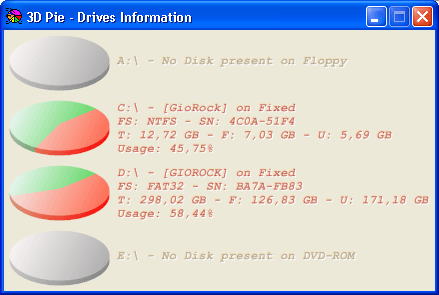 3D Pie - Drives Information
A:\ - No Disk present on Floppy
C:\ - [GioRock] on Fixed
FS: NTFS - SN: 4C0A-51F4
T: 12,72 GB - F: 7,03 GB - U: 5,69 GB
Usage: 45,75%
D:\ - [GIOROCK] on Fixed
FS: FAT32 - SN: BA7A-FB83
T: 298,02 GB - F: 126,83 GB - U: 171,18 GB
Usage: 58,44%
E:\ - No Disk present on DVD-ROM